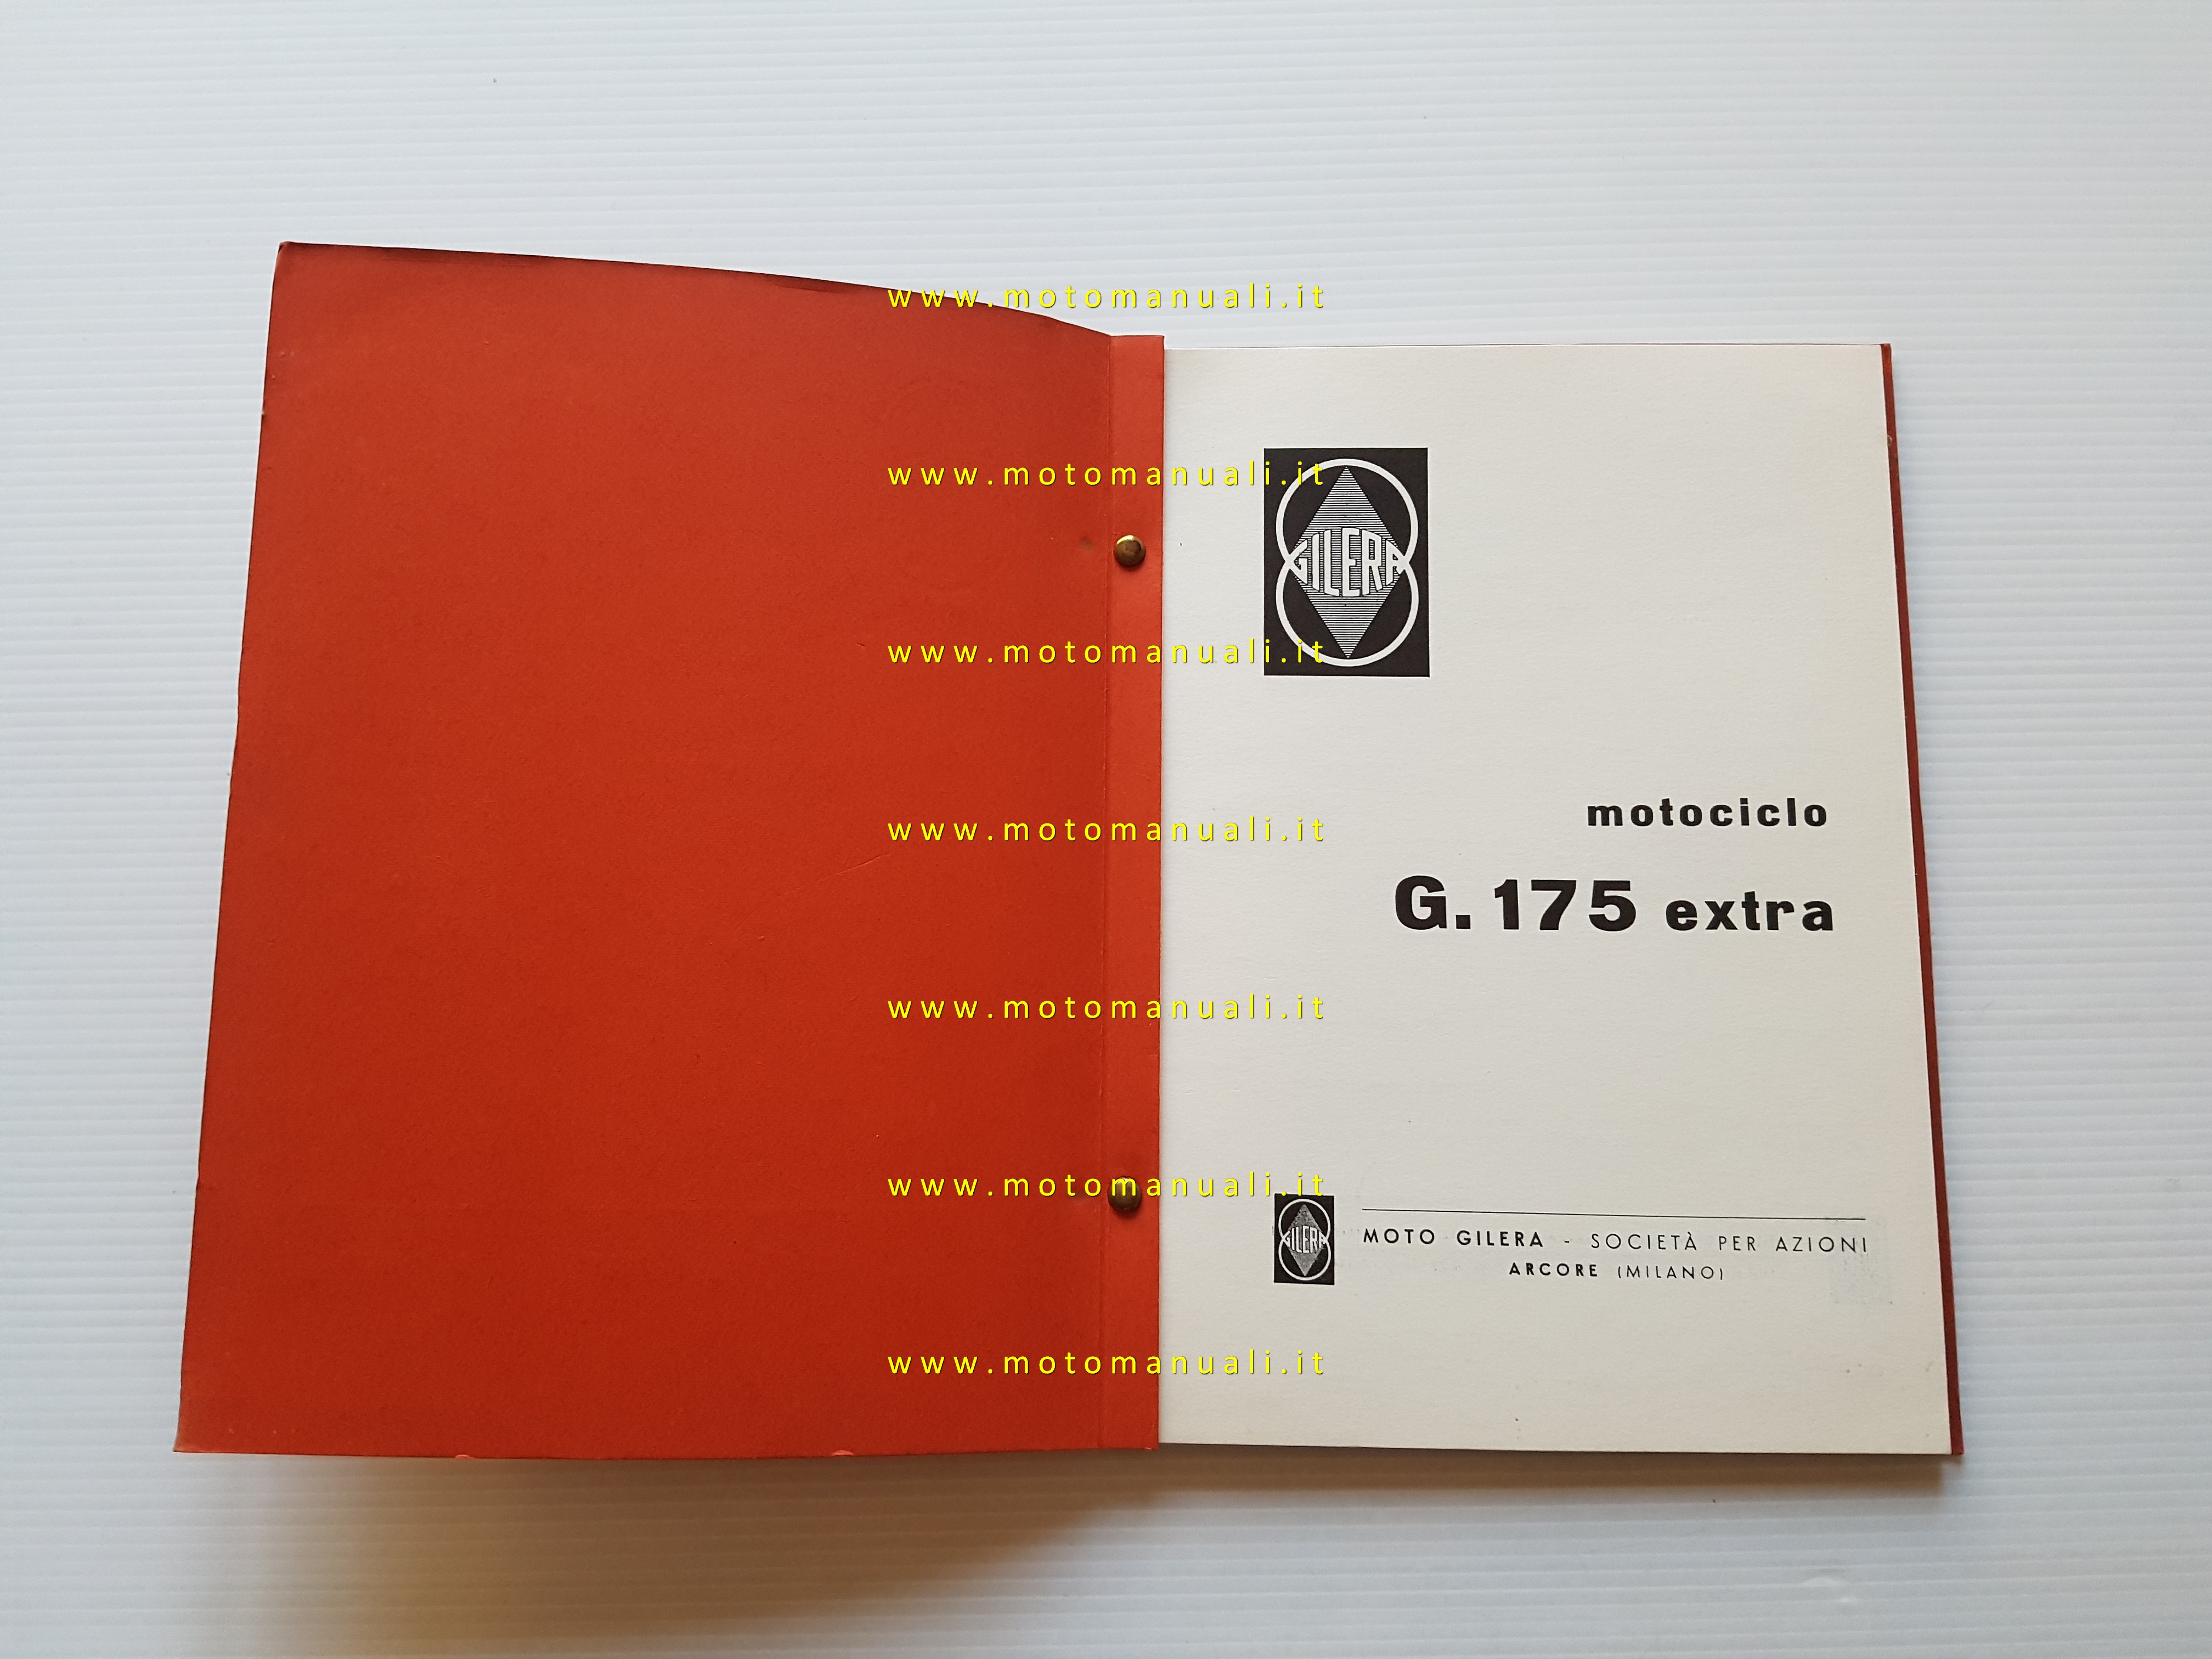 www.motomanuali.it
www.motomanuali.it
GILERA
www.motomanuali.it
motociclo
www.motomanuali.it
G. 175 extra
www.motomanuali.it
www.motomanuali.it
GILERA
MOTO GILERA - SOCIETÀ PER AZIONI
ARCORE (MILANO)
www.motomanuali.it